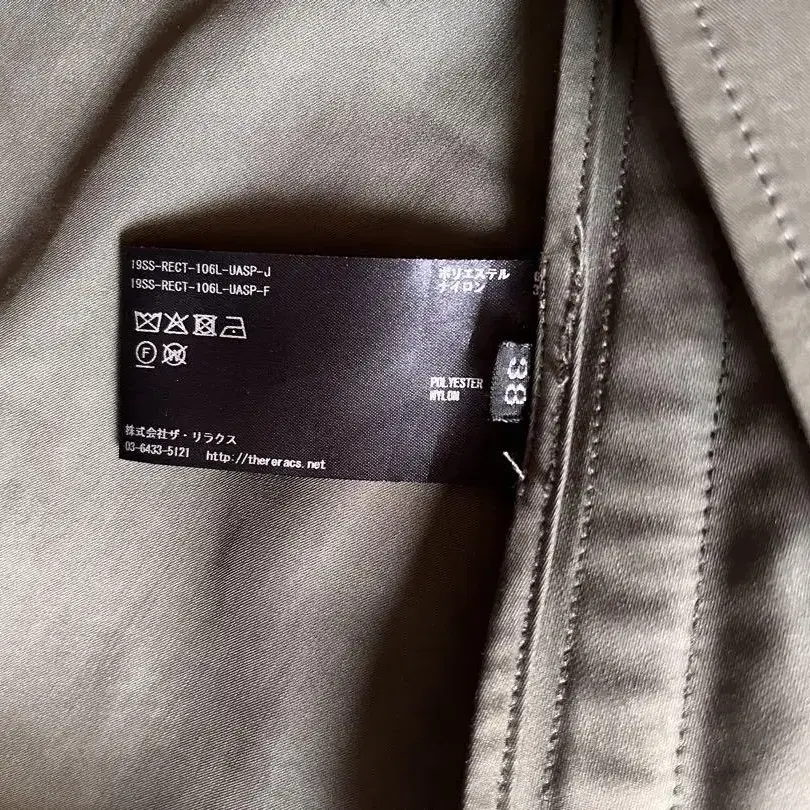 19SS-RECT-106L-UASP-J
19SS-RECT-106L-UASP-F
ポリエステル
ナイロン
F
W
POLYESTER
NYLON
38
株式会社ザ・リラクス
03-6433-5121 http://thereracs.net